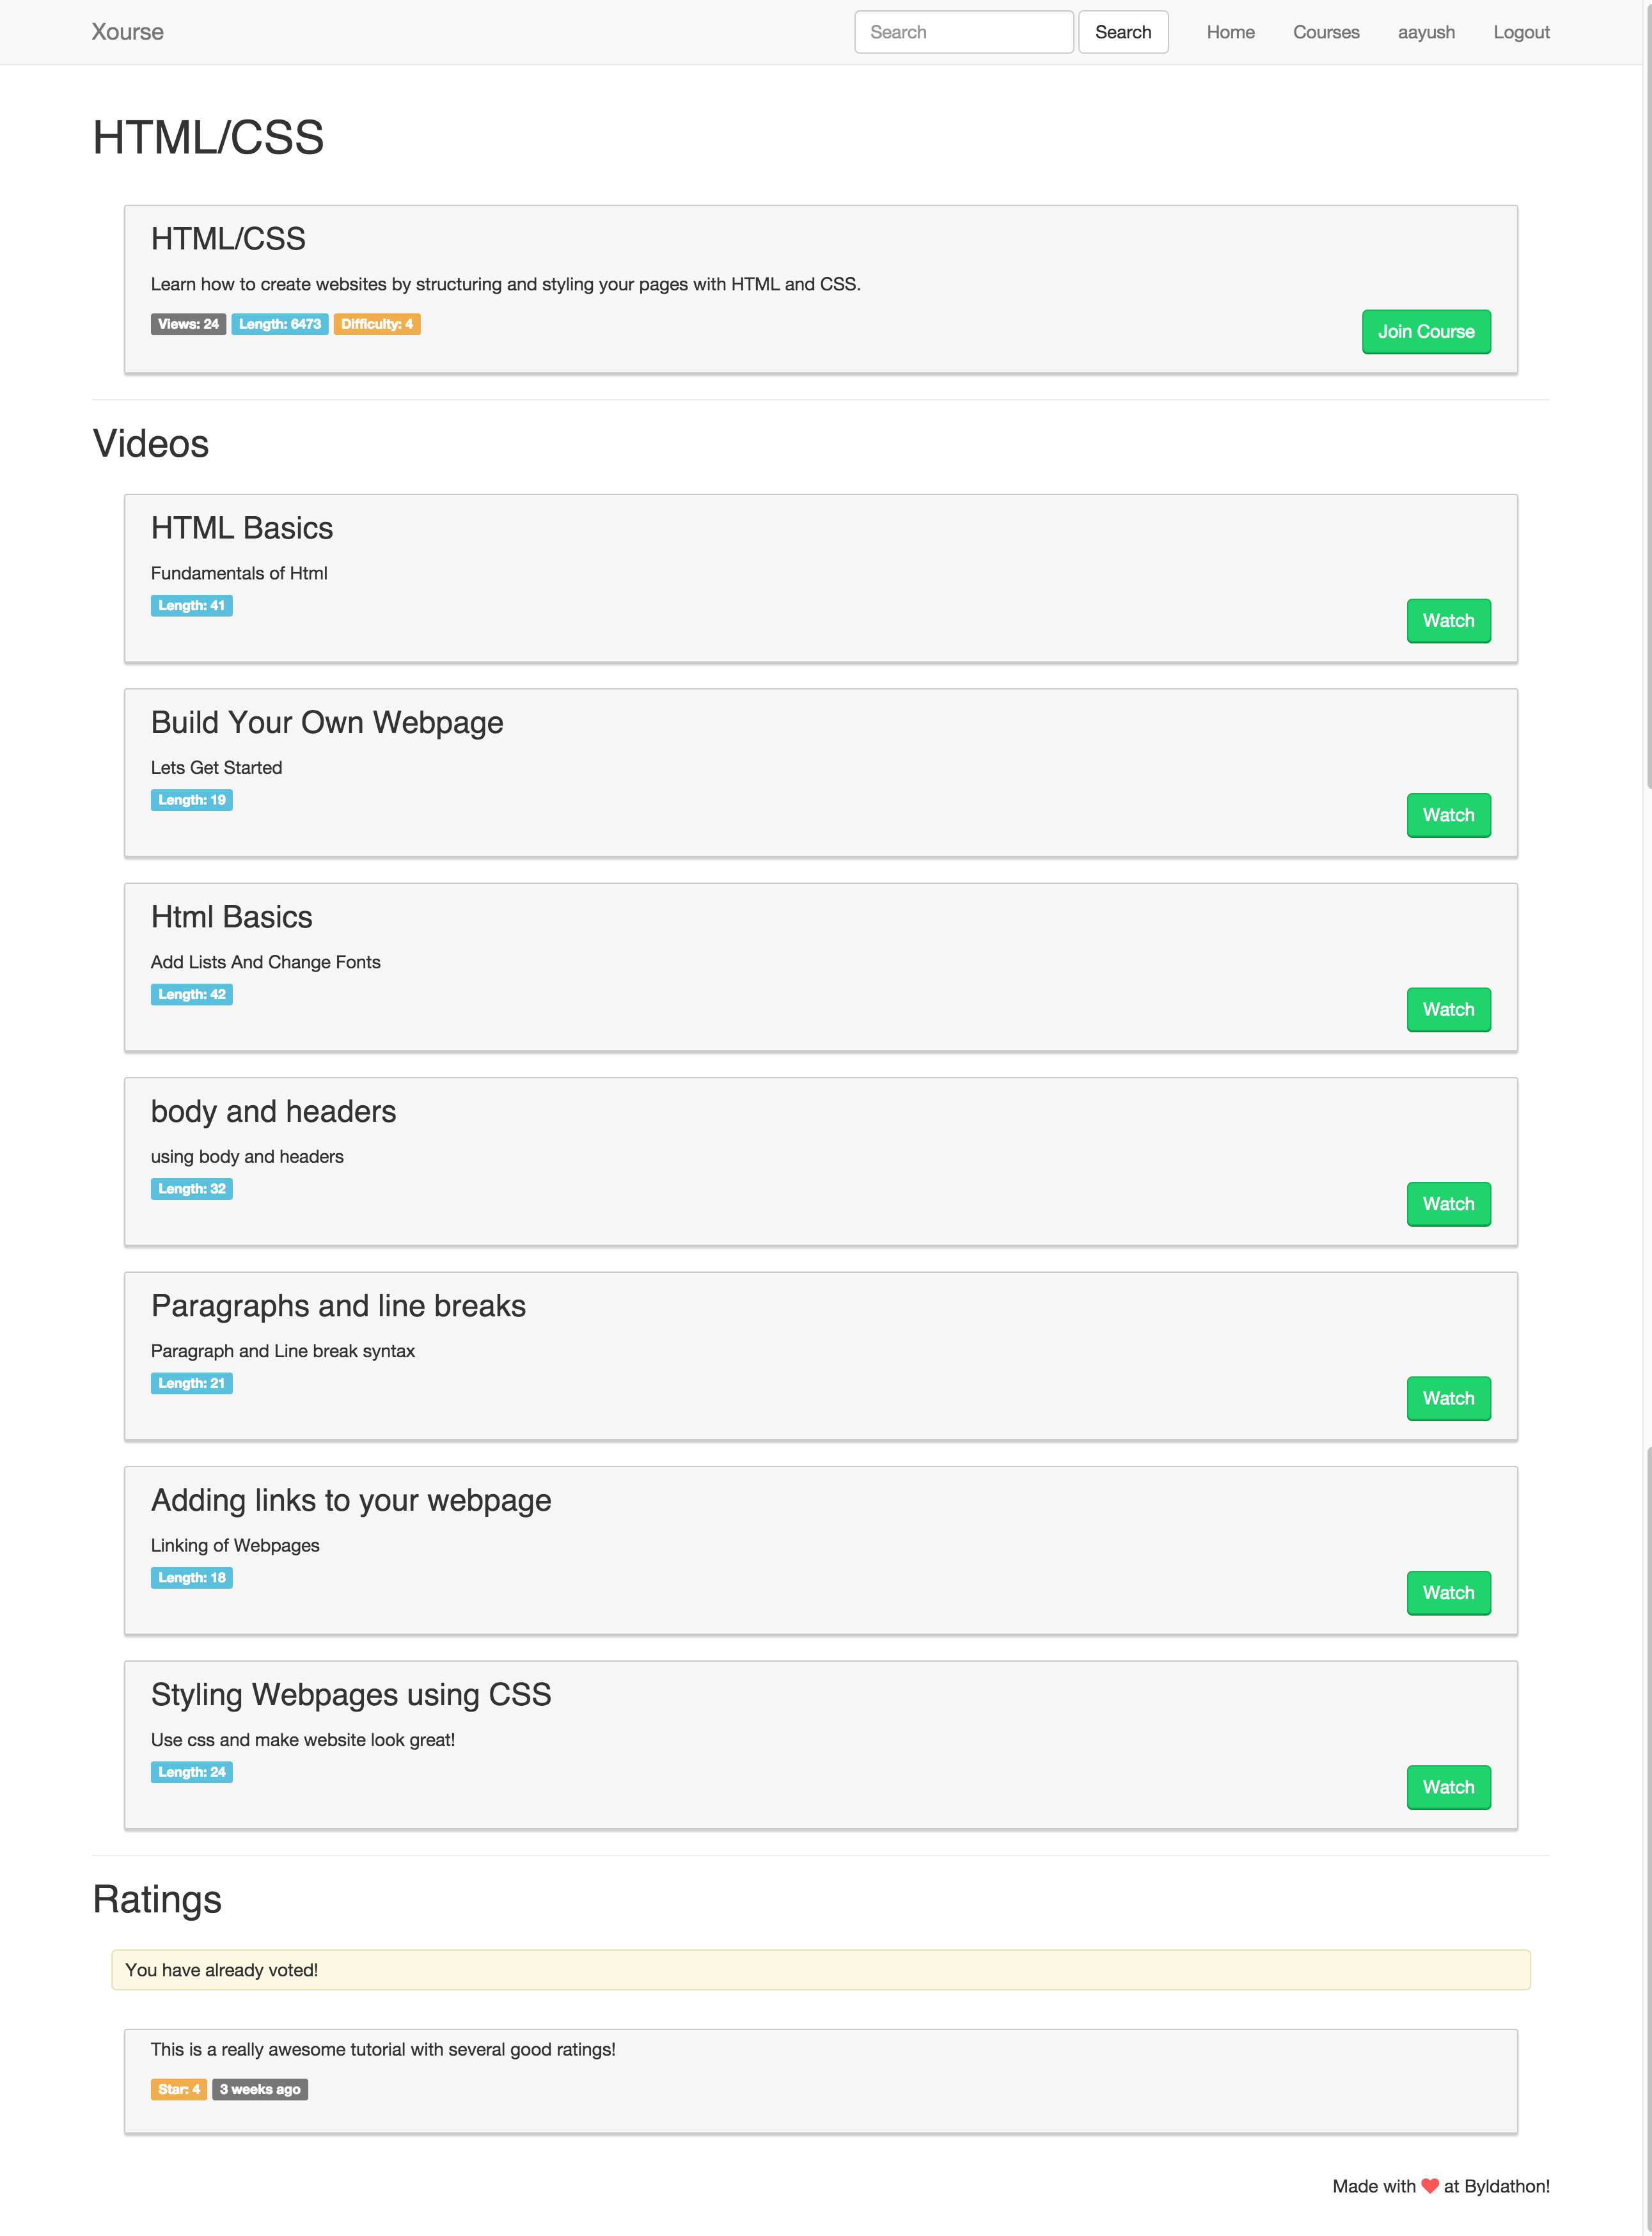 Xourse Search Search Home Courses aayush Logout
HTML/CSS
HTML/CSS
Learn how to create websites by structuring and styling your pages with HTML and CSS.
Views: 24 Length: 6473 Difficulty: 4
Join Course
Videos
HTML Basics
Fundamentals of Html
Length: 41
Watch
Build Your Own Webpage
Lets Get Started
Length: 19
Watch
Html Basics
Add Lists And Change Fonts
Length: 42
Watch
body and headers
using body and headers
Length: 32
Watch
Paragraphs and line breaks
Paragraph and Line break syntax
Length: 21
Watch
Adding links to your webpage
Linking of Webpages
Length: 18
Watch
Styling Webpages using CSS
Use css and make website look great!
Length: 24
Watch
Ratings
You have already voted!
This is a really awesome tutorial with several good ratings!
Star: 4 3 weeks ago
Made with ❤ at Byldathon!